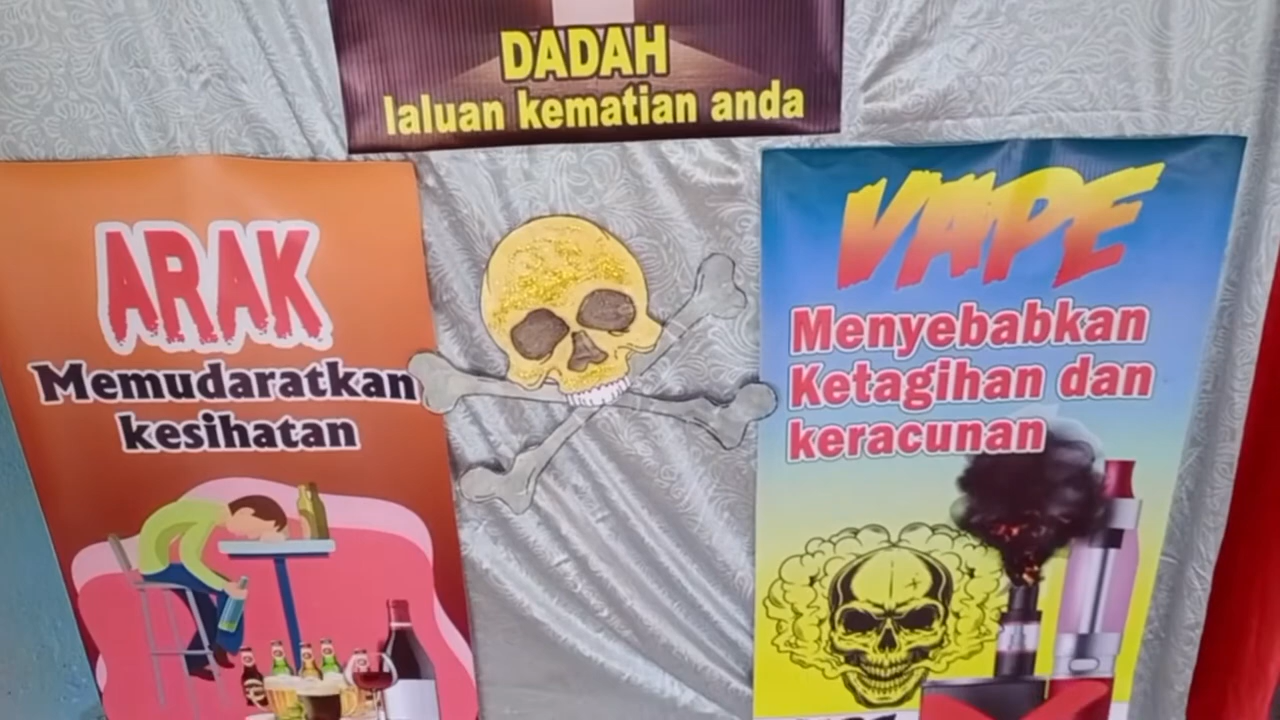 DADAH
laluan kematian anda
ARAK
Memudaratkan
kesihatan
VAPE
Menyebabkan
Ketagihan dan
keracunan